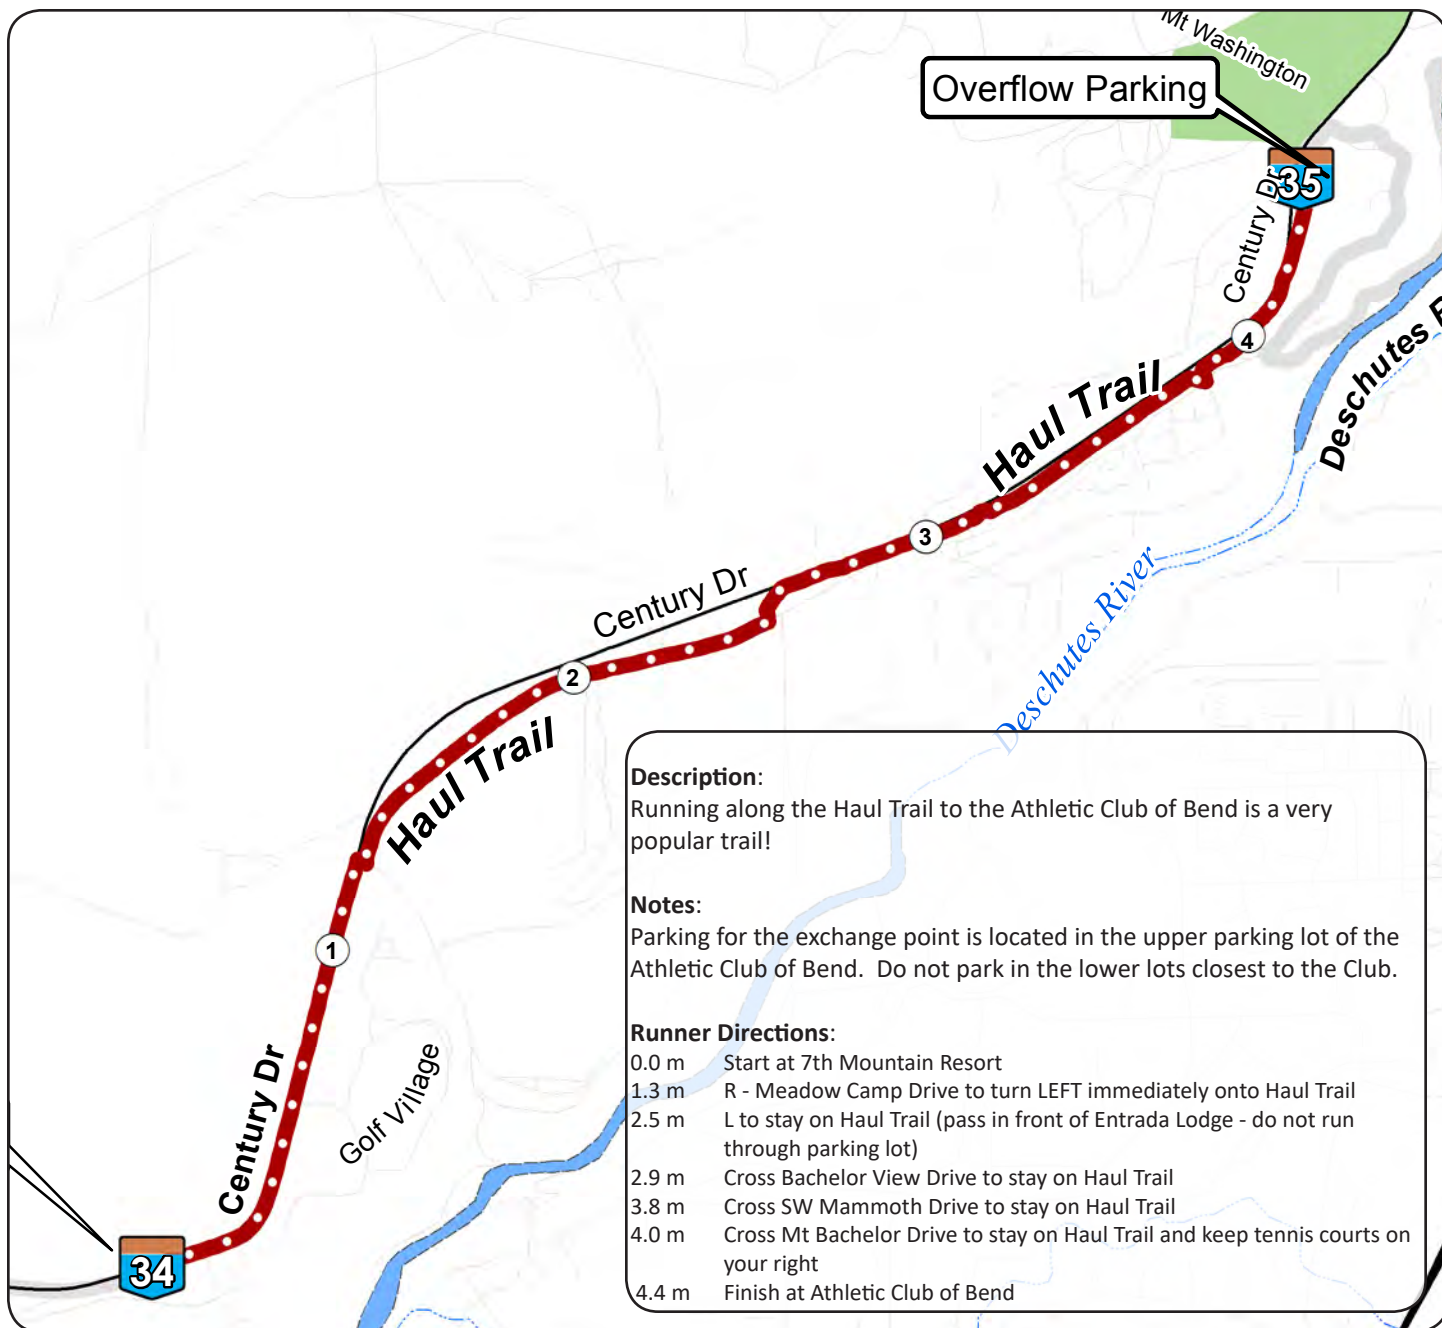 Mt Washington
Overflow Parking
35
Century Dr
4
Haul Trail
Deschutes R
3
Century Dr
Deschutes River
2
Haul Trail
1
Century Dr
Golf Village
34
Description:
Running along the Haul Trail to the Athletic Club of Bend is a very
popular trail!
Notes:
Parking for the exchange point is located in the upper parking lot of the
Athletic Club of Bend.  Do not park in the lower lots closest to the Club.
Runner Directions:
0.0 m Start at 7th Mountain Resort
1.3 m R - Meadow Camp Drive to turn LEFT immediately onto Haul Trail
2.5 m L to stay on Haul Trail (pass in front of Entrada Lodge - do not run
through parking lot)
2.9 m Cross Bachelor View Drive to stay on Haul Trail
3.8 m Cross SW Mammoth Drive to stay on Haul Trail
4.0 m Cross Mt Bachelor Drive to stay on Haul Trail and keep tennis courts on
your right
4.4 m Finish at Athletic Club of Bend